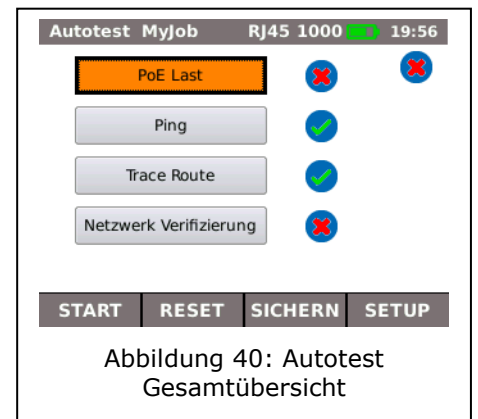 Autotest MyJob RJ45 1000 19:56
PoE Last
Ping
Trace Route
Netzwerk Verifizierung
START RESET SICHERN SETUP
Abbildung 40: Autotest
Gesamtübersicht